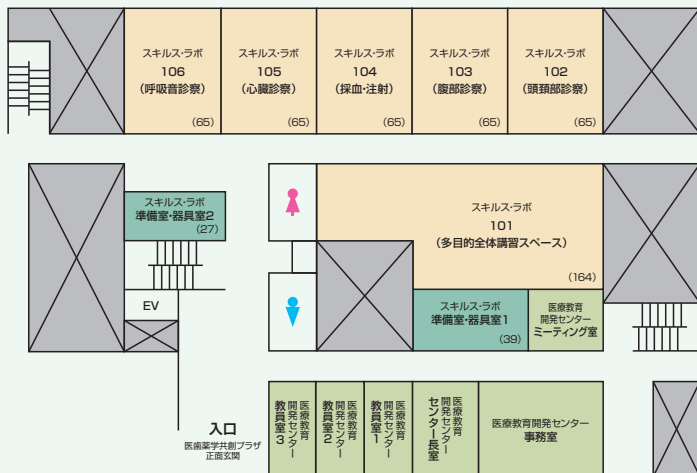 スキルス・ラボ
106
(呼吸音診察)
(65)
スキルス・ラボ
105
(心臓診察)
(65)
スキルス・ラボ
104
(採血・注射)
(65)
スキルス・ラボ
103
(腹部診察)
(65)
スキルス・ラボ
102
(頭頸部診察)
(65)
スキルス・ラボ
準備室・器具室2
(27)
スキルス・ラボ
101
(多目的全体講習スペース)
(164)
EV
スキルス・ラボ
準備室・器具室1
(39)
医療教育
開発センター
ミーティング室
入口
医歯薬学共創プラザ
正面玄関
医療教育
開発センター
教員室3
医療教育
開発センター
教員室2
医療教育
開発センター
教員室1
医療教育
開発センター
センター長室
医療教育開発センター
事務室